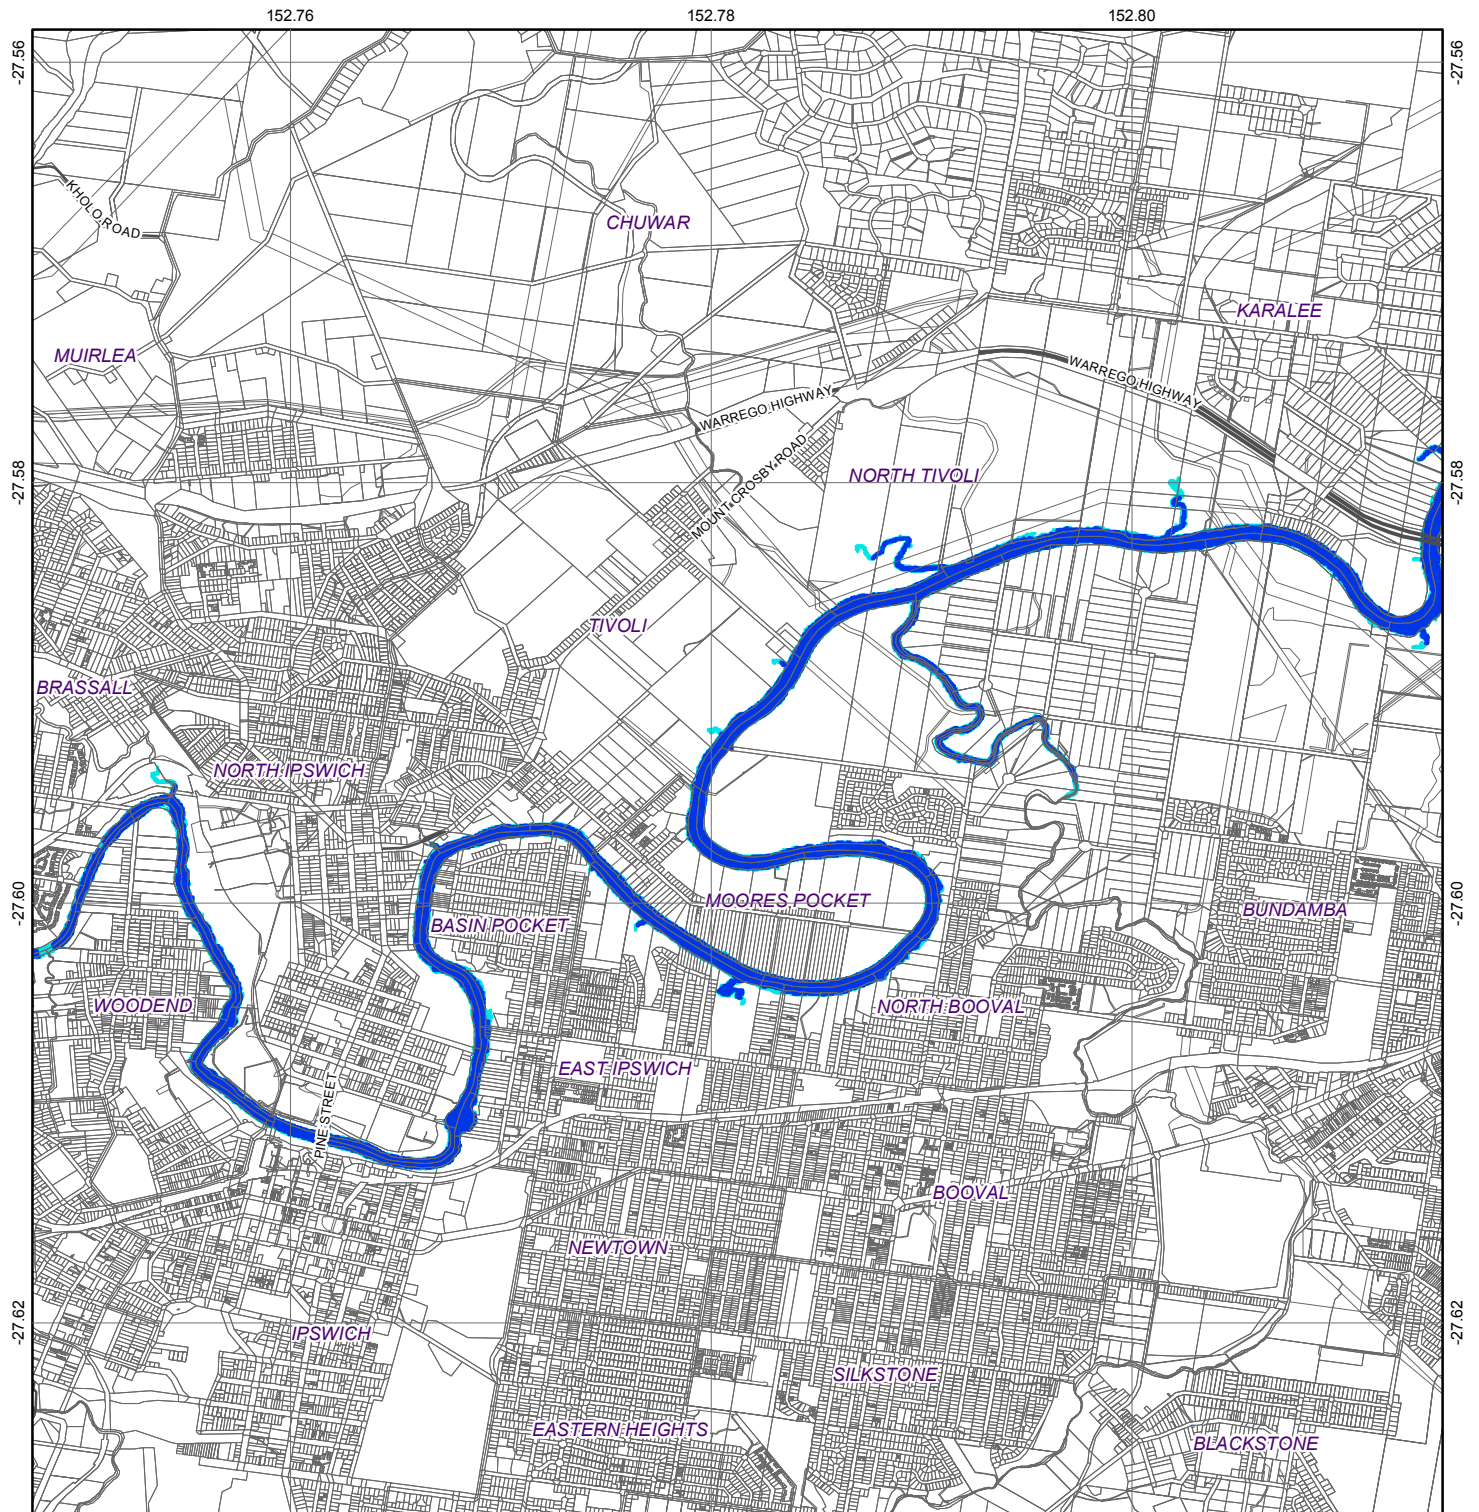 152.76 152.78 152.80
-27.56 -27.56
KHOLO ROAD
CHUWAR
KARALEE
MUIRLEA
WARREGO HIGHWAY
WARREGO HIGHWAY
MOUNT CROSBY ROAD
NORTH TIVOLI
-27.58 -27.58
TIVOLI
BRASSALL
NORTH IPSWICH
MOORES POCKET
-27.60 -27.60
BUNDAMBA
BASIN POCKET
WOODEND
NORTH BOOVAL
EAST IPSWICH
PINE STREET
BOOVAL
NEWTOWN
-27.62 -27.62
IPSWICH
SILKSTONE
EASTERN HEIGHTS
BLACKSTONE